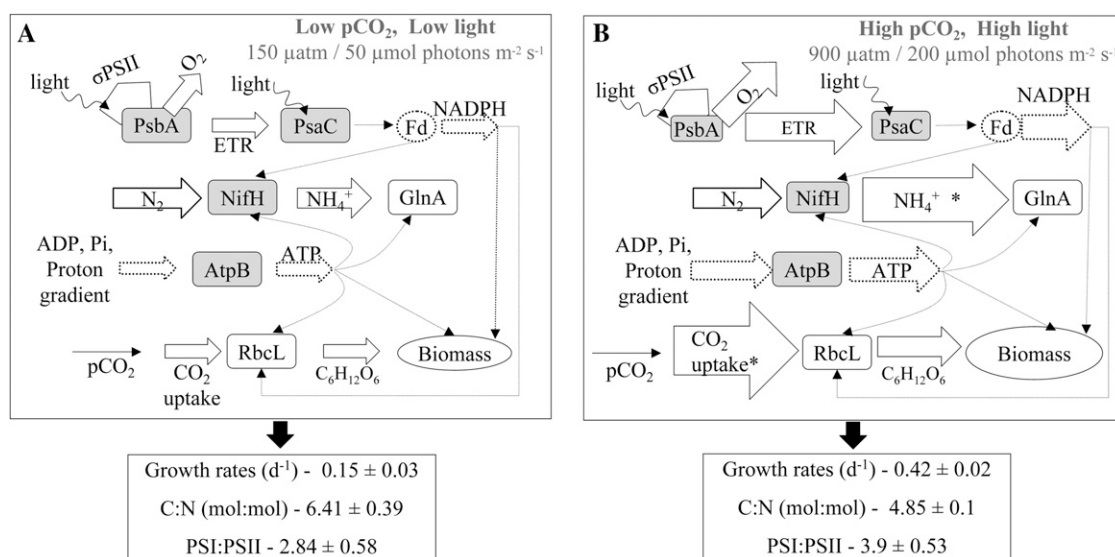 A
Low pCO₂, Low light
150 µatm / 50 µmol photons m⁻² s⁻¹
light
σPSII
O₂
light
NADPH
PsbA
ETR
PsaC
Fd
N₂
NifH
NH₄⁺
GlnA
ADP, Pi,
Proton
gradient
AtpB
ATP
pCO₂
CO₂
uptake
RbcL
C₆H₁₂O₆
Biomass
Growth rates (d⁻¹) - 0.15 ± 0.03
C:N (mol:mol) - 6.41 ± 0.39
PSI:PSII - 2.84 ± 0.58
B
High pCO₂, High light
900 µatm / 200 µmol photons m⁻² s⁻¹
light
σPSII
O₂
light
NADPH
PsbA
ETR
PsaC
Fd
N₂
NifH
NH₄⁺ *
GlnA
ADP, Pi,
Proton
gradient
AtpB
ATP
pCO₂
CO₂
uptake*
RbcL
C₆H₁₂O₆
Biomass
Growth rates (d⁻¹) - 0.42 ± 0.02
C:N (mol:mol) - 4.85 ± 0.1
PSI:PSII - 3.9 ± 0.53